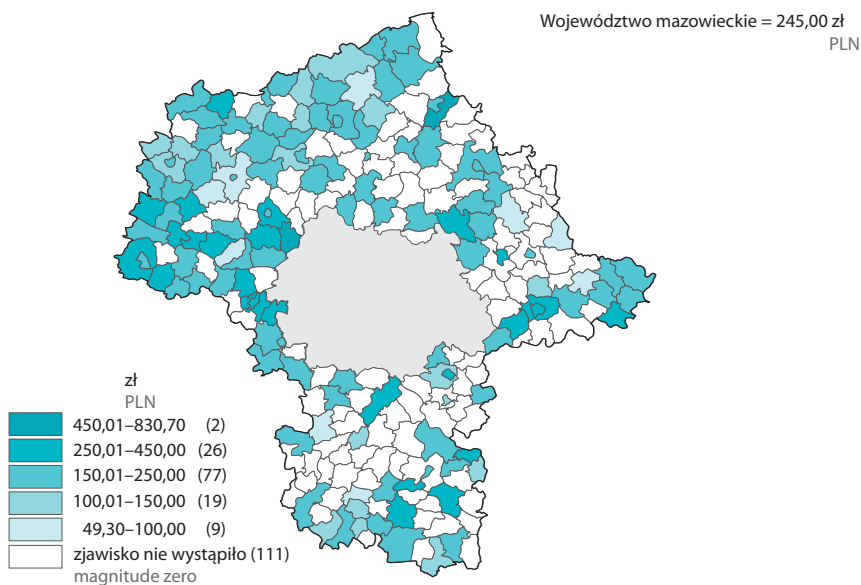 Województwo mazowieckie = 245,00 zł
PLN
zł
PLN
450,01–830,70 (2)
250,01–450,00 (26)
150,01–250,00 (77)
100,01–150,00 (19)
49,30–100,00 (9)
zjawisko nie wystąpiło (111)
magnitude zero